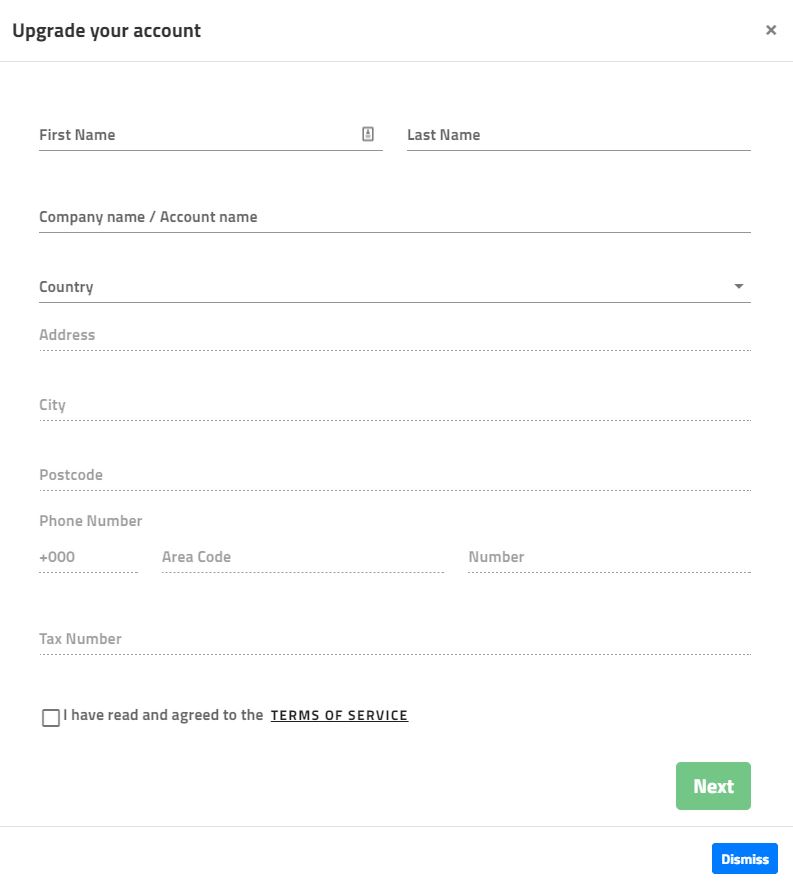 Upgrade your account ×
First Name Last Name
Company name / Account name
Country
Address
City
Postcode
Phone Number
+000 Area Code Number
Tax Number
I have read and agreed to the TERMS OF SERVICE
Next
Dismiss